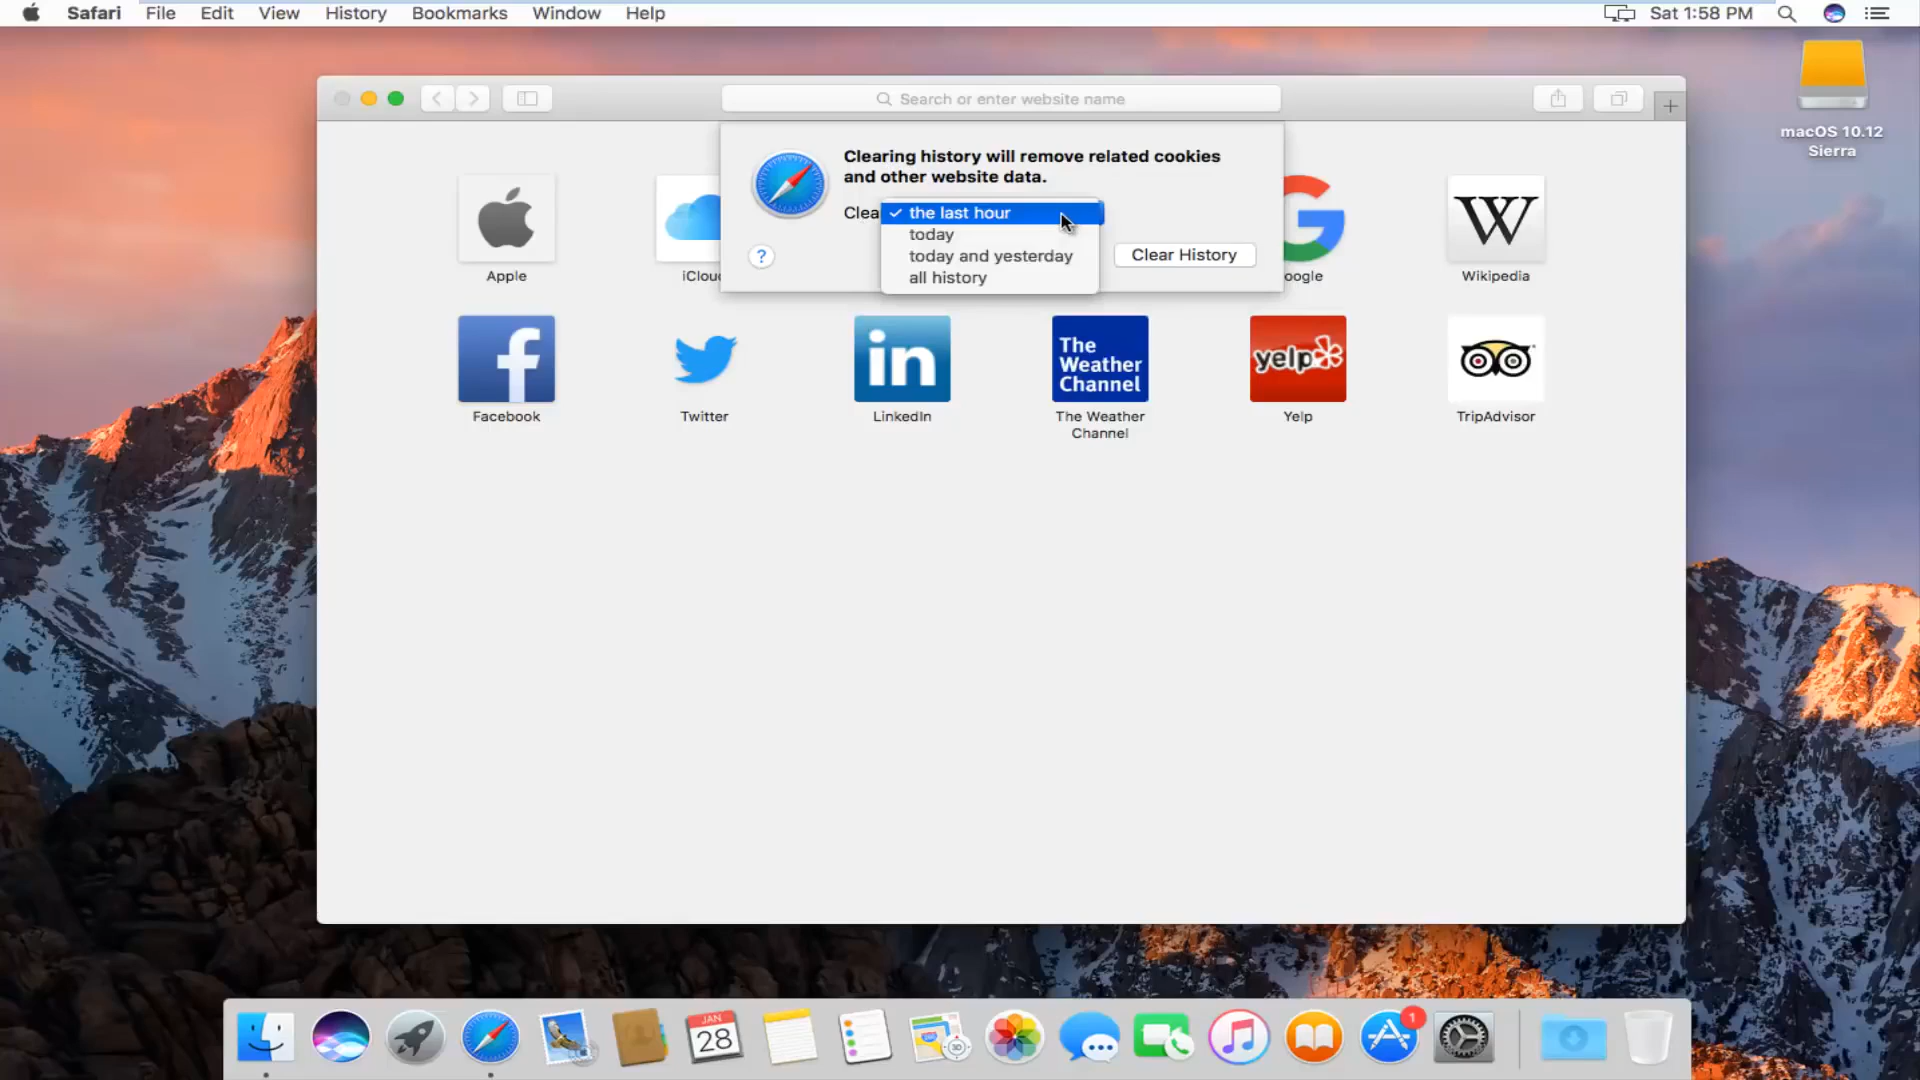 Safari File Edit View History Bookmarks Window Help Sat 1:58 PM
Search or enter website name
macOS 10.12
Sierra
Clearing history will remove related cookies
and other website data.
Clea ✓ the last hour
today
today and yesterday
all history
? Clear History
Apple iClou oogle W Wikipedia
f in The
Weather
Channel yelp
Facebook Twitter LinkedIn The Weather
Channel Yelp TripAdvisor
JAN
28
3D
1